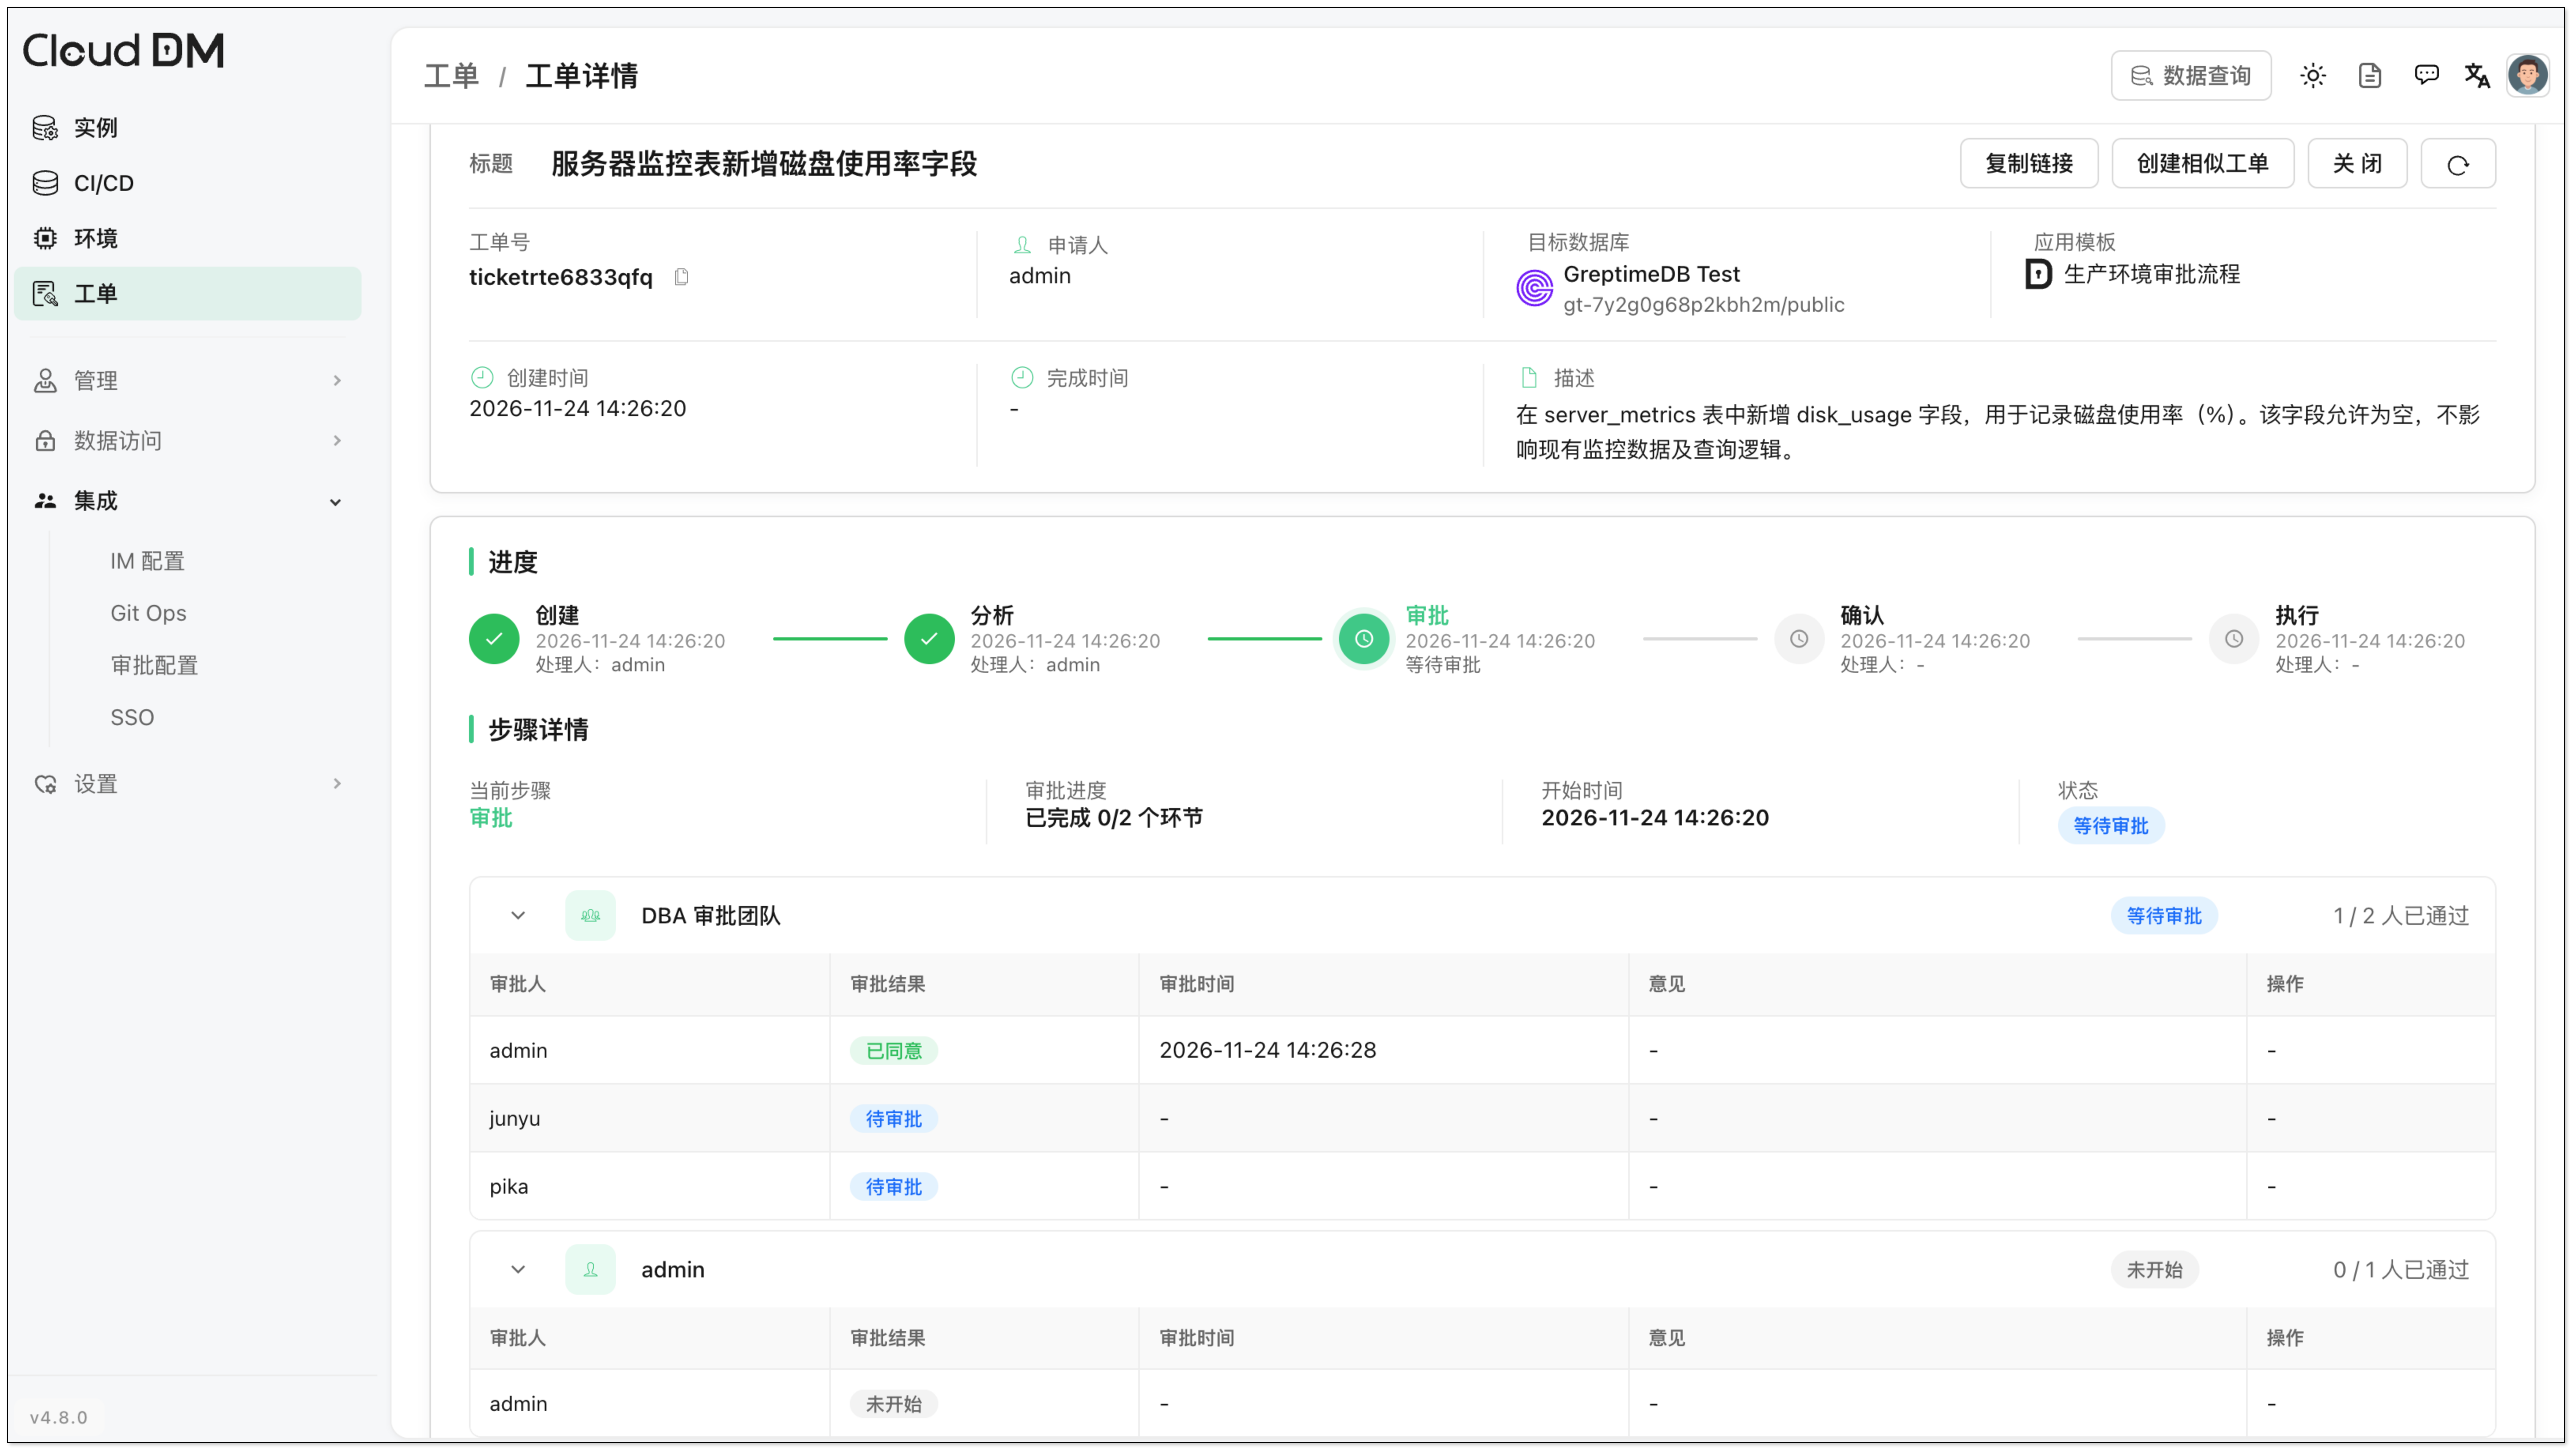 Cloud DM
实例
CI/CD
环境
工单
管理
数据访问
集成
IM 配置
Git Ops
审批配置
SSO
设置
v4.8.0
工单 / 工单详情
数据查询
标题 服务器监控表新增磁盘使用率字段
复制链接 创建相似工单 关 闭
工单号
ticketrte6833qfq
申请人
admin
目标数据库
GreptimeDB Test
gt-7y2g0g68p2kbh2m/public
应用模板
生产环境审批流程
创建时间
2026-11-24 14:26:20
完成时间
-
描述
在 server_metrics 表中新增 disk_usage 字段，用于记录磁盘使用率（%）。该字段允许为空，不影
响现有监控数据及查询逻辑。
进度
创建
2026-11-24 14:26:20
处理人：admin
分析
2026-11-24 14:26:20
处理人：admin
审批
2026-11-24 14:26:20
等待审批
确认
2026-11-24 14:26:20
处理人：-
执行
2026-11-24 14:26:20
处理人：-
步骤详情
当前步骤
审批
审批进度
已完成 0/2 个环节
开始时间
2026-11-24 14:26:20
状态
等待审批
DBA 审批团队 等待审批 1 / 2 人已通过
审批人 审批结果 审批时间 意见 操作
admin 已同意 2026-11-24 14:26:28 - -
junyu 待审批 - - -
pika 待审批 - - -
admin 未开始 0 / 1 人已通过
审批人 审批结果 审批时间 意见 操作
admin 未开始 - - -